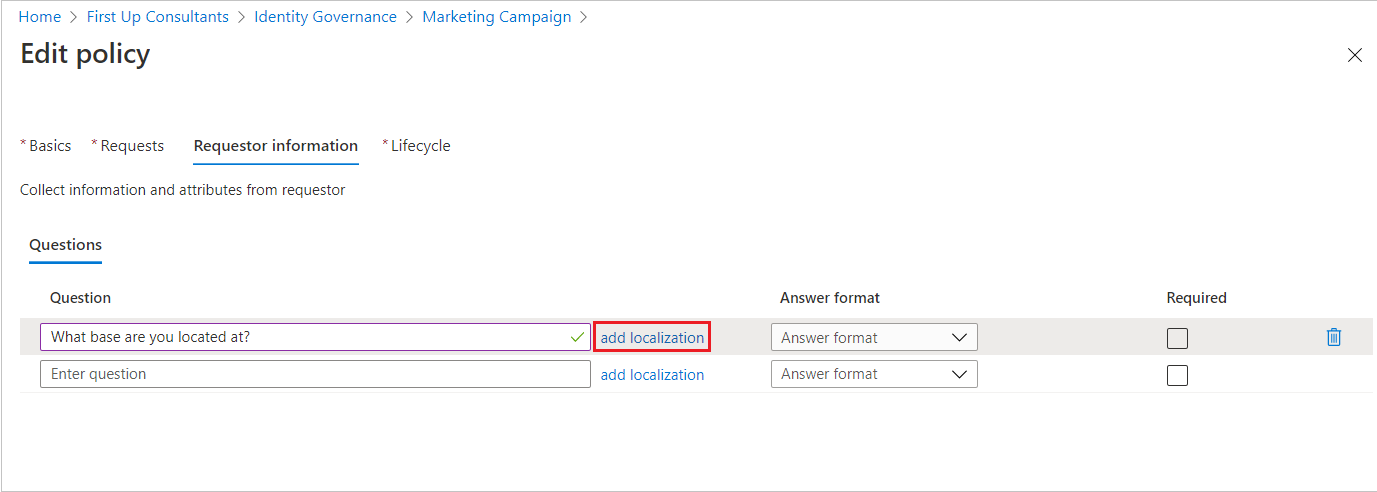 Home > First Up Consultants > Identity Governance > Marketing Campaign >
Edit policy
* Basics * Requests Requestor information * Lifecycle
Collect information and attributes from requestor
Questions
Question Answer format Required
What base are you located at? add localization Answer format
Enter question add localization Answer format